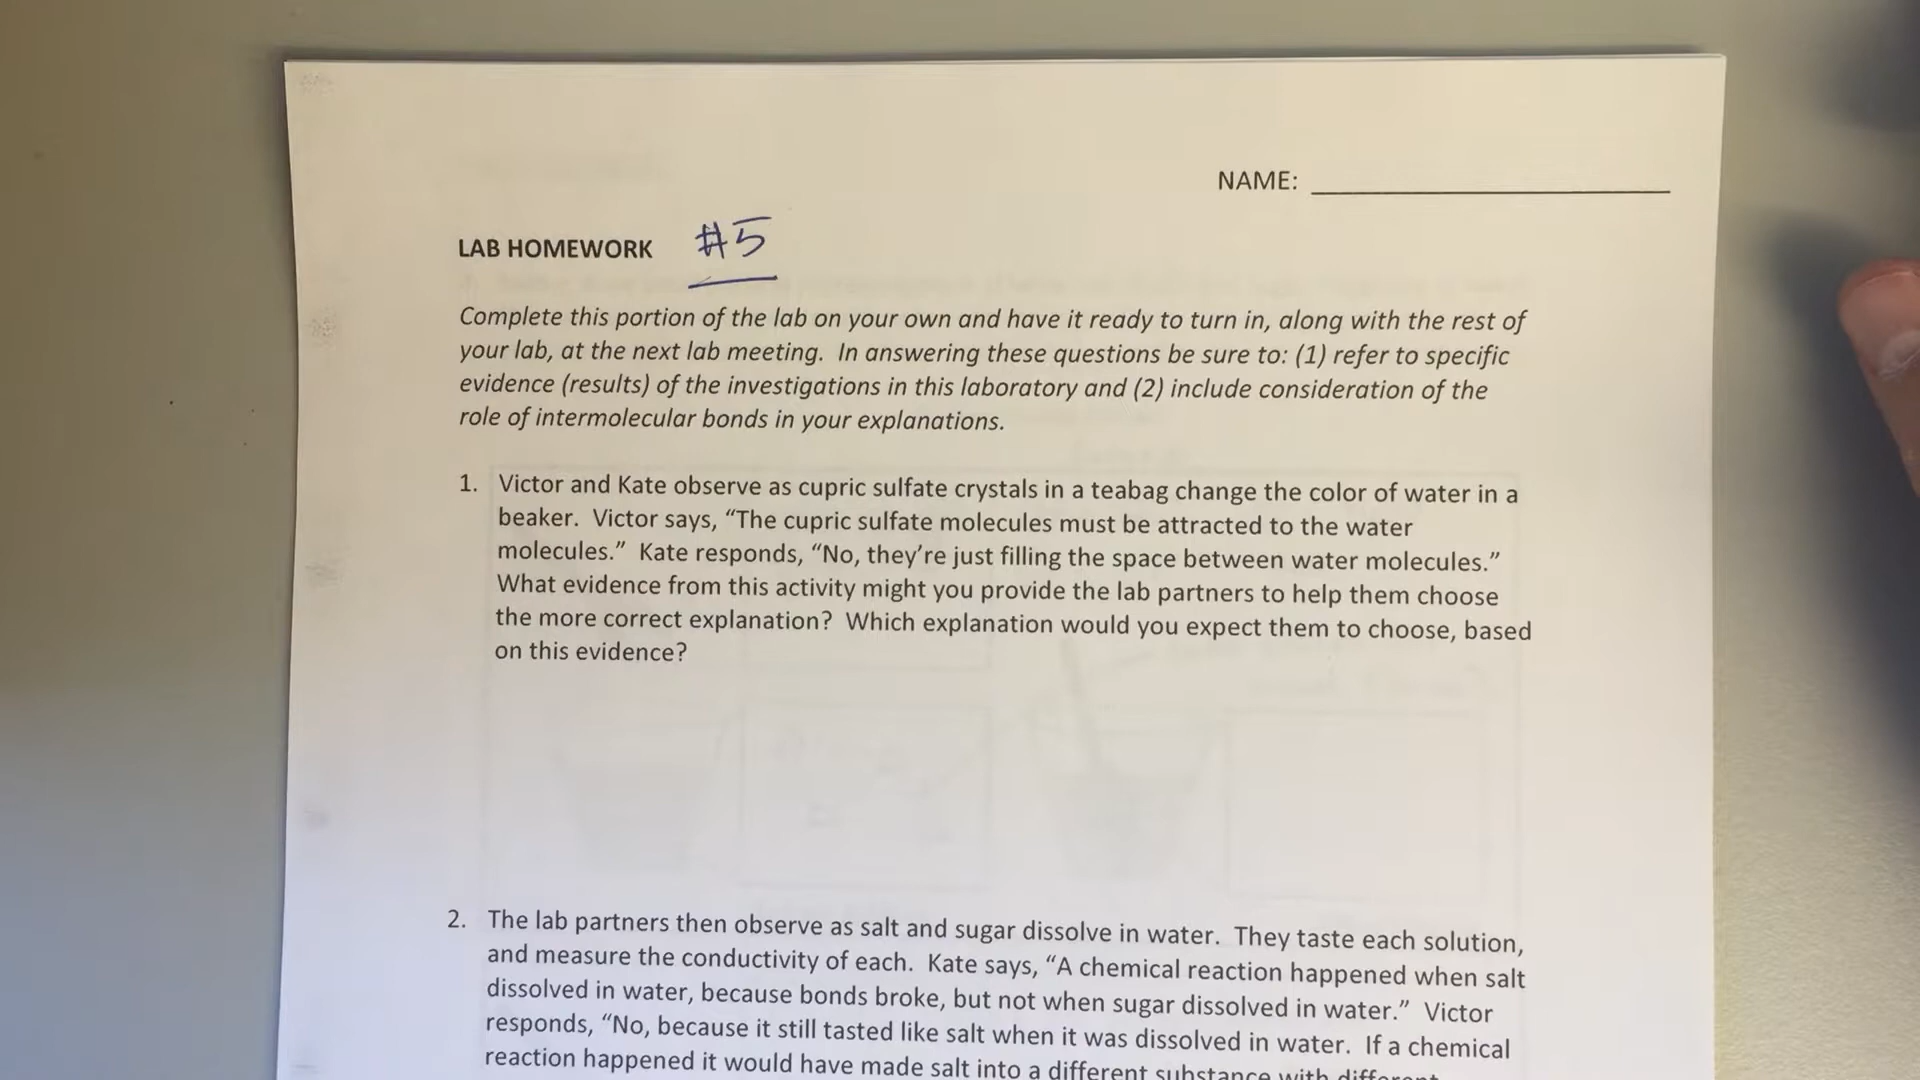 NAME:
LAB HOMEWORK #5
Complete this portion of the lab on your own and have it ready to turn in, along with the rest of
your lab, at the next lab meeting. In answering these questions be sure to: (1) refer to specific
evidence (results) of the investigations in this laboratory and (2) include consideration of the
role of intermolecular bonds in your explanations.
1. Victor and Kate observe as cupric sulfate crystals in a teabag change the color of water in a
beaker. Victor says, “The cupric sulfate molecules must be attracted to the water
molecules.” Kate responds, “No, they’re just filling the space between water molecules.”
What evidence from this activity might you provide the lab partners to help them choose
the more correct explanation? Which explanation would you expect them to choose, based
on this evidence?
2. The lab partners then observe as salt and sugar dissolve in water. They taste each solution,
and measure the conductivity of each. Kate says, “A chemical reaction happened when salt
dissolved in water, because bonds broke, but not when sugar dissolved in water.” Victor
responds, “No, because it still tasted like salt when it was dissolved in water. If a chemical
reaction happened it would have made salt into a different substance with